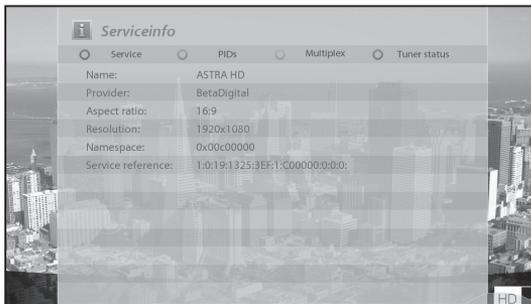 Serviceinfo
Service PIDs Multiplex Tuner status
Name: ASTRA HD
Provider: BetaDigital
Aspect ratio: 16:9
Resolution: 1920x1080
Namespace: 0x00c00000
Service reference: 1:0:19:1325:3EF:1:C00000:0:0:0:
HD